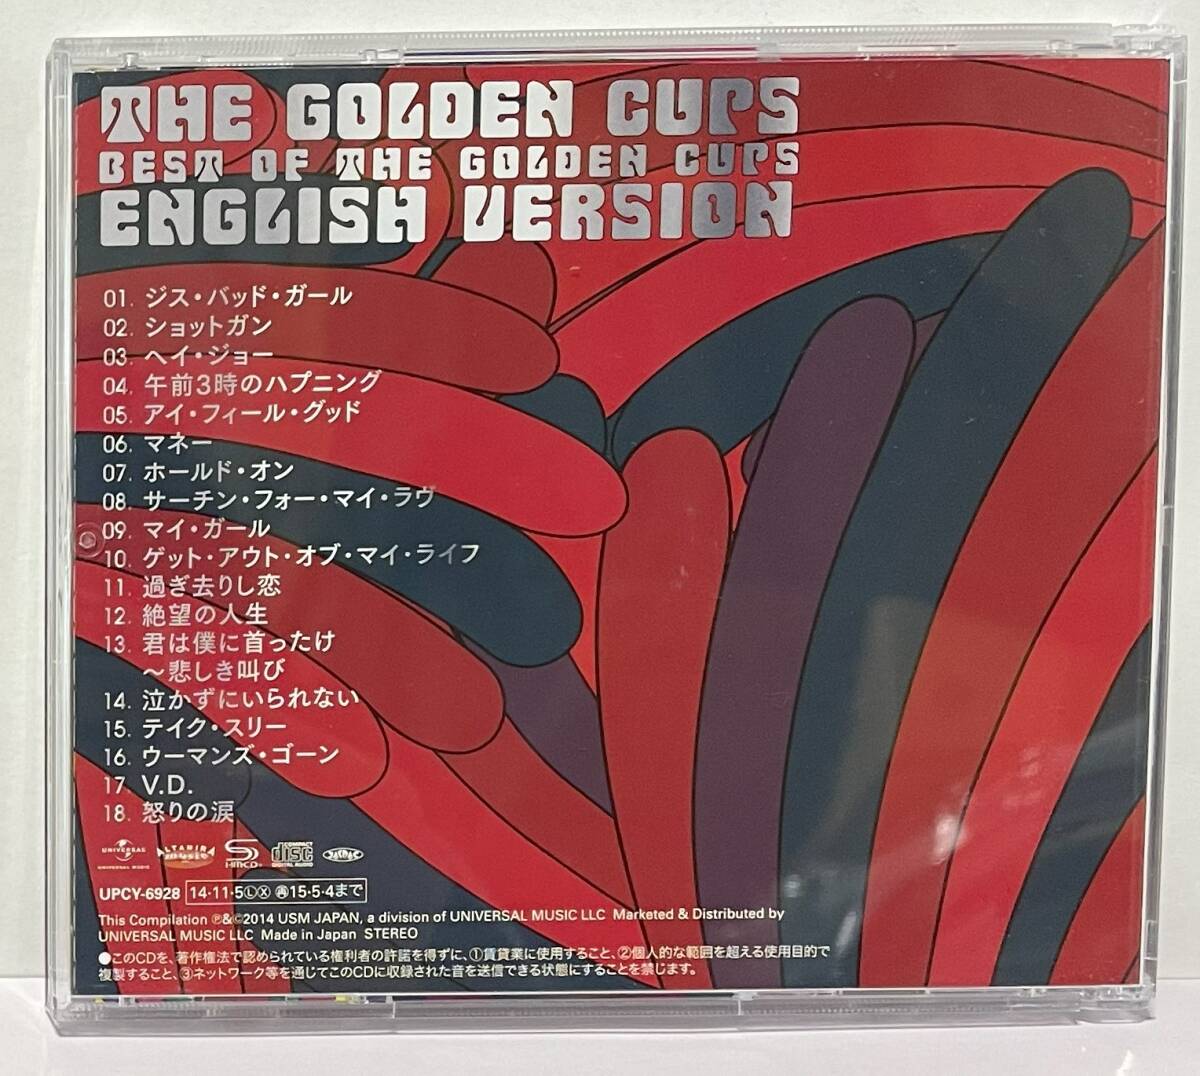 THE GOLDEN CUPS
BEST OF THE GOLDEN CUPS
ENGLISH VERSION
01. ジス・バッド・ガール
02. ショットガン
03. ヘイ・ジョー
04. 午前3時のハプニング
05. アイ・フィール・グッド
06. マネー
07. ホールド・オン
08. サーチン・フォー・マイ・ラヴ
09. マイ・ガール
10. ゲット・アウト・オブ・マイ・ライフ
11. 過ぎ去りし恋
12. 絶望の人生
13. 君は僕に首ったけ
～悲しき叫び
14. 泣かずにいられない
15. テイク・スリー
16. ウーマンズ・ゴーン
17. V.D.
18. 怒りの涙
UNIVERSAL
UNIVERSAL MUSIC
ALTAMIRA
music
SHM-CD
COMPACT
disc
DIGITAL AUDIO
JASRAC
UPCY-6928 14・11・5ⓁⓍ ㊢15・5・4まで
This Compilation ℗&©2014 USM JAPAN, a division of UNIVERSAL MUSIC LLC Marketed & Distributed by
UNIVERSAL MUSIC LLC Made in Japan STEREO
●このCDを、著作権法で認められている権利者の許諾を得ずに、①賃貸業に使用すること、②個人的な範囲を超える使用目的で
複製すること、③ネットワーク等を通じてこのCDに収録された音を送信できる状態にすることを禁じます。